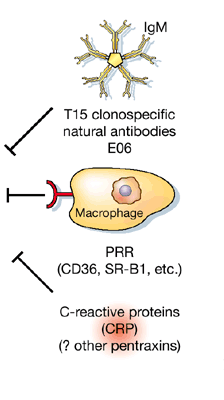 IgM
T15 clonospecific
natural antibodies
E06
Macrophage
PRR
(CD36, SR-B1, etc.)
C-reactive proteins
(CRP)
(? other pentraxins)